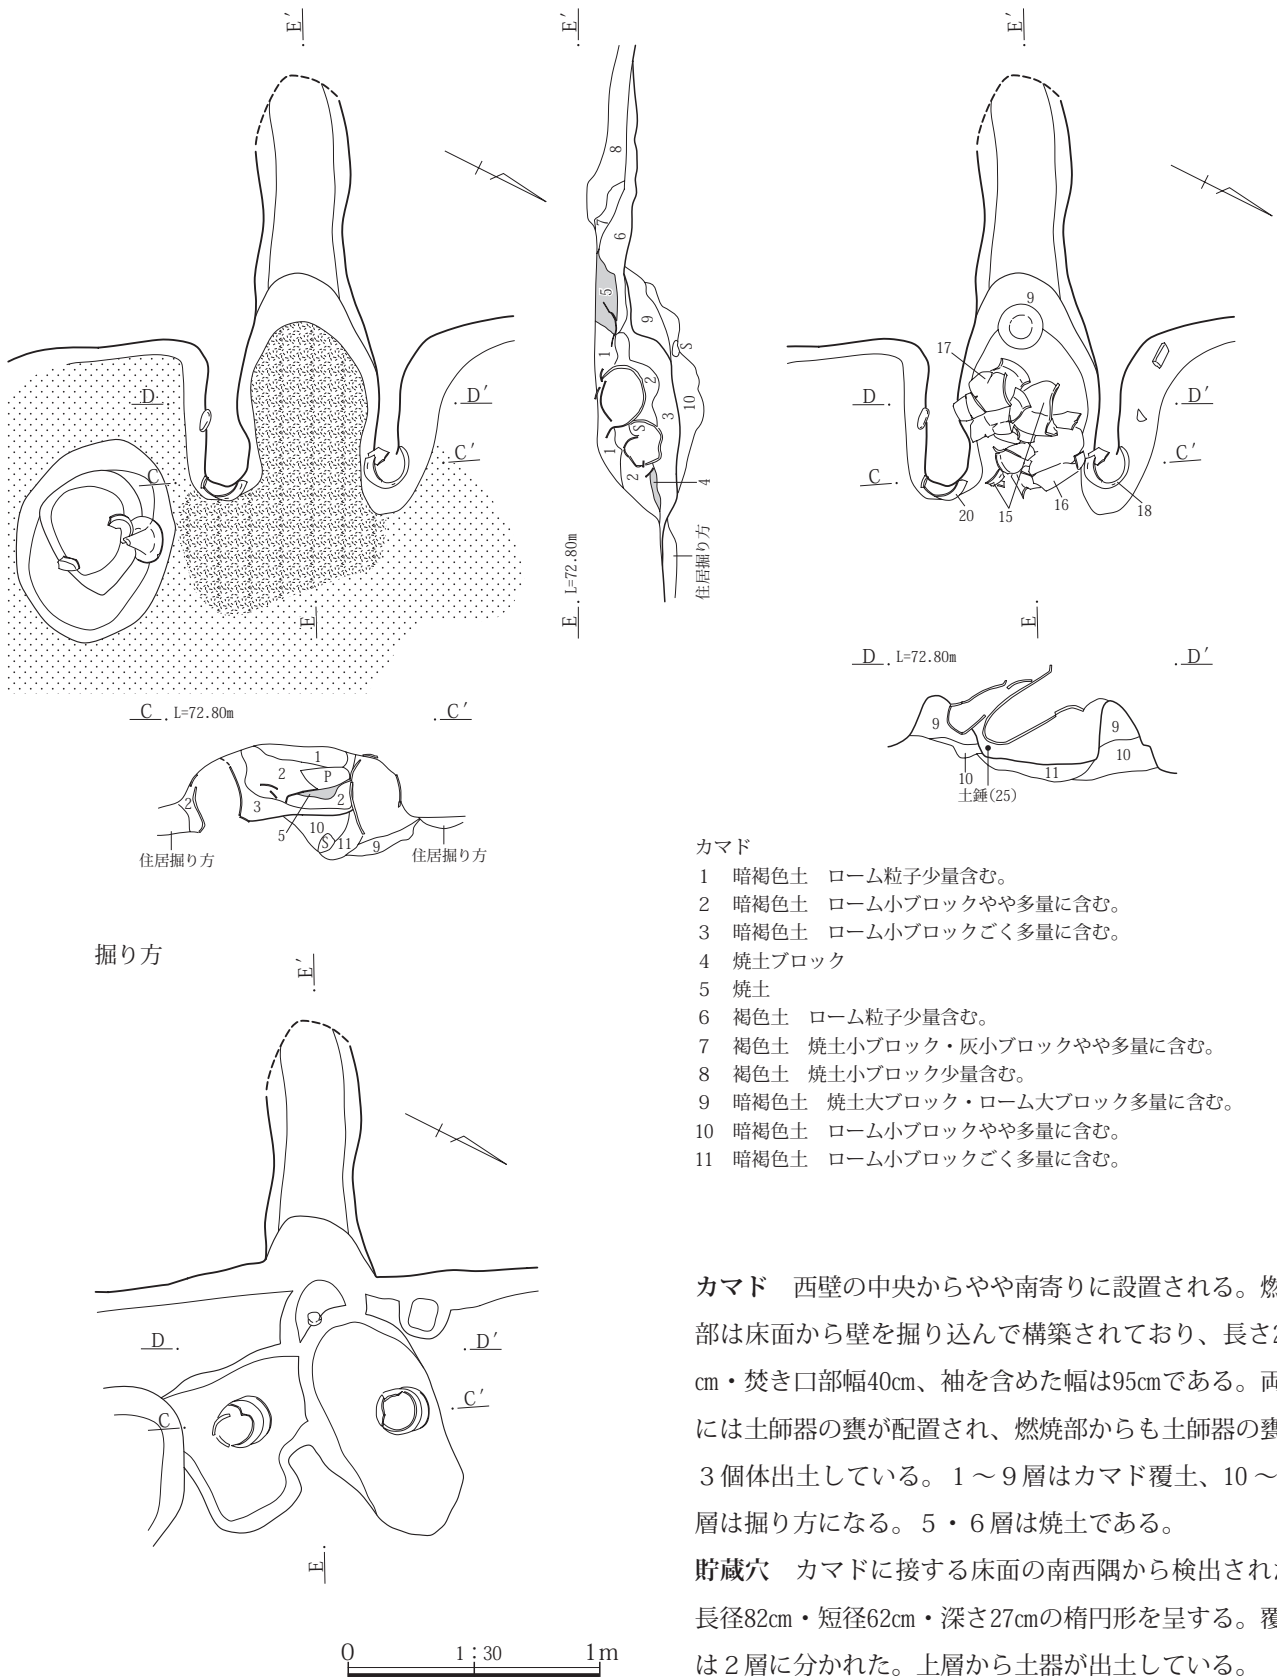 E′
E′
E′
8
7
6
5
9
S
1
2
10
3
S
1
2
4
住居掘り方
E . L=72.80m
D .
. D′
C .
. C′
E
9
17
D .
. D′
C .
. C′
20
15
16
18
E
C . L=72.80m
. C′
1
2
P
2
3
2
5
10
S
11
9
住居掘り方
住居掘り方
D . L=72.80m
. D′
9
9
10
10
11
土錘(25)
カマド
1 暗褐色土 ローム粒子少量含む。
2 暗褐色土 ローム小ブロックやや多量に含む。
3 暗褐色土 ローム小ブロックごく多量に含む。
4 焼土ブロック
5 焼土
6 褐色土 ローム粒子少量含む。
7 褐色土 焼土小ブロック・灰小ブロックやや多量に含む。
8 褐色土 焼土小ブロック少量含む。
9 暗褐色土 焼土大ブロック・ローム大ブロック多量に含む。
10 暗褐色土 ローム小ブロックやや多量に含む。
11 暗褐色土 ローム小ブロックごく多量に含む。
掘り方
E′
D .
. D′
C .
. C′
E
0 1：30 1m
カマド 西壁の中央からやや南寄りに設置される。燃
部は床面から壁を掘り込んで構築されており、長さ2
㎝・焚き口部幅40㎝、袖を含めた幅は95㎝である。両
には土師器の甕が配置され、燃焼部からも土師器の甕
３個体出土している。１～９層はカマド覆土、10～
層は掘り方になる。５・６層は焼土である。
貯蔵穴 カマドに接する床面の南西隅から検出された
長径82㎝・短径62㎝・深さ27㎝の楕円形を呈する。覆
は２層に分かれた。上層から土器が出土している。